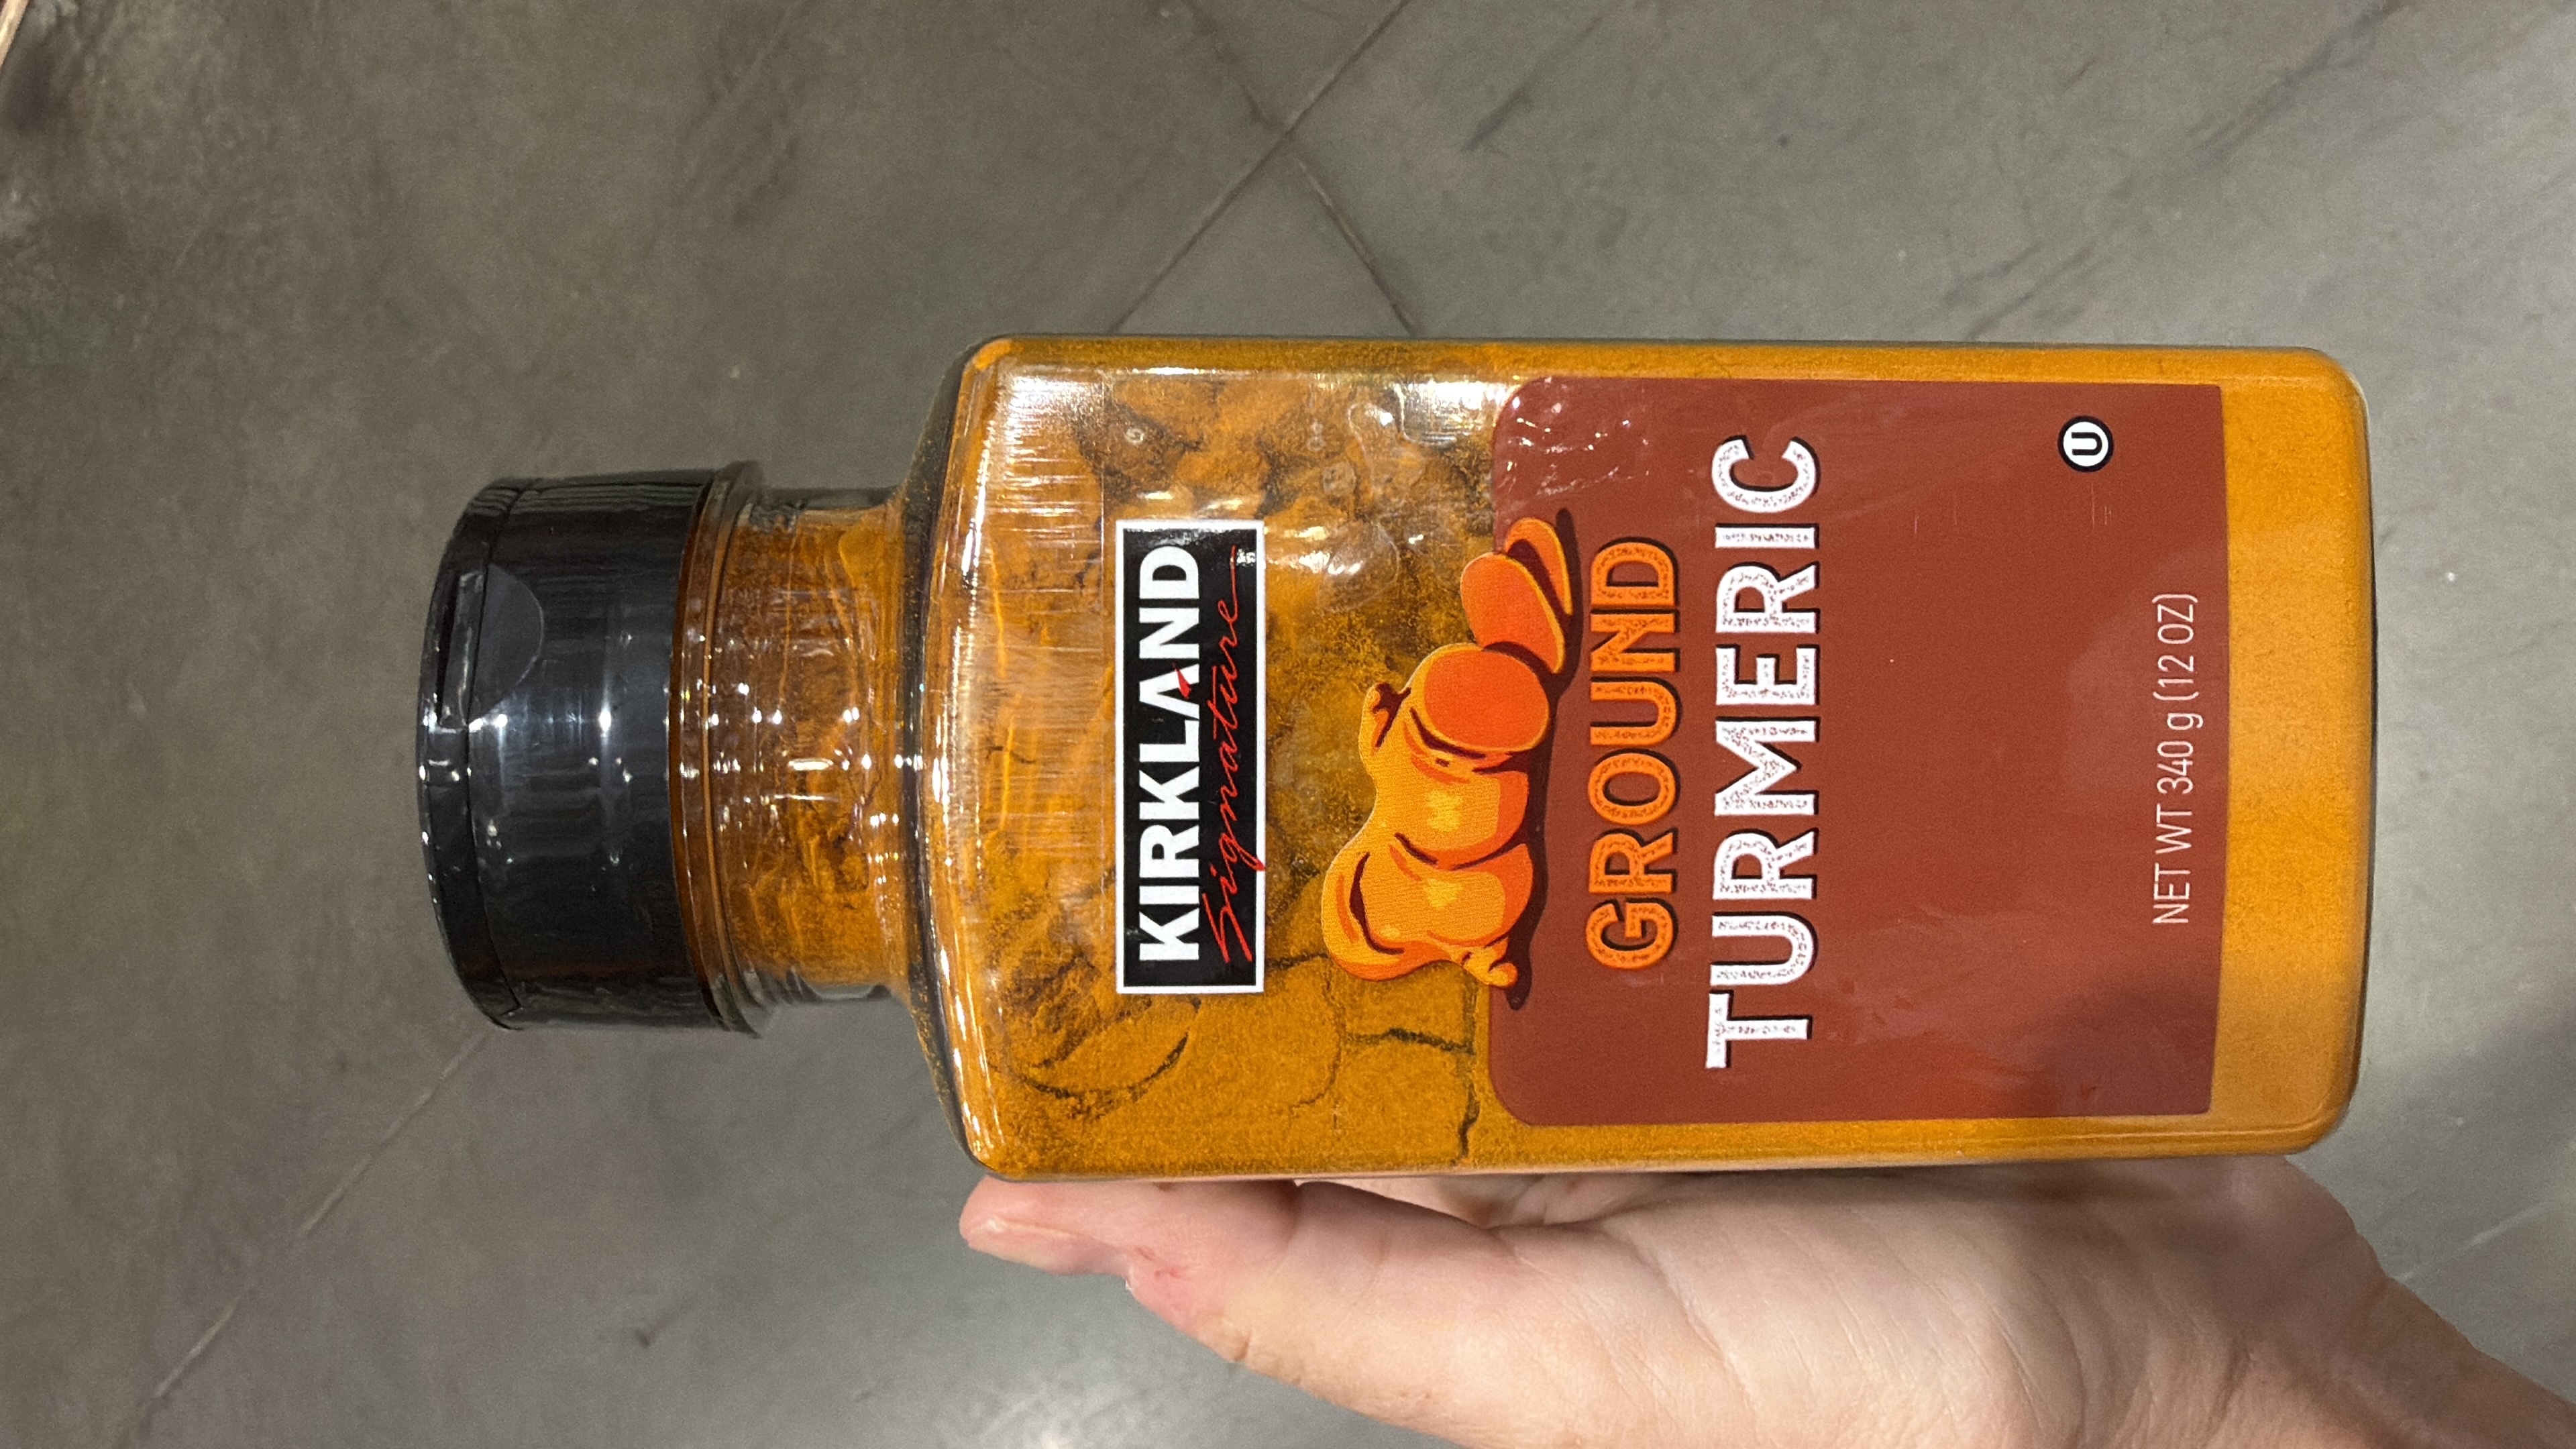 KIRKLAND
Signature
GROUND
TURMERIC
U
NET WT 340 g (12 OZ)